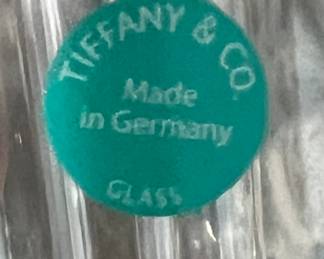 TIFFANY & CO.
Made
in Germany
GLASS